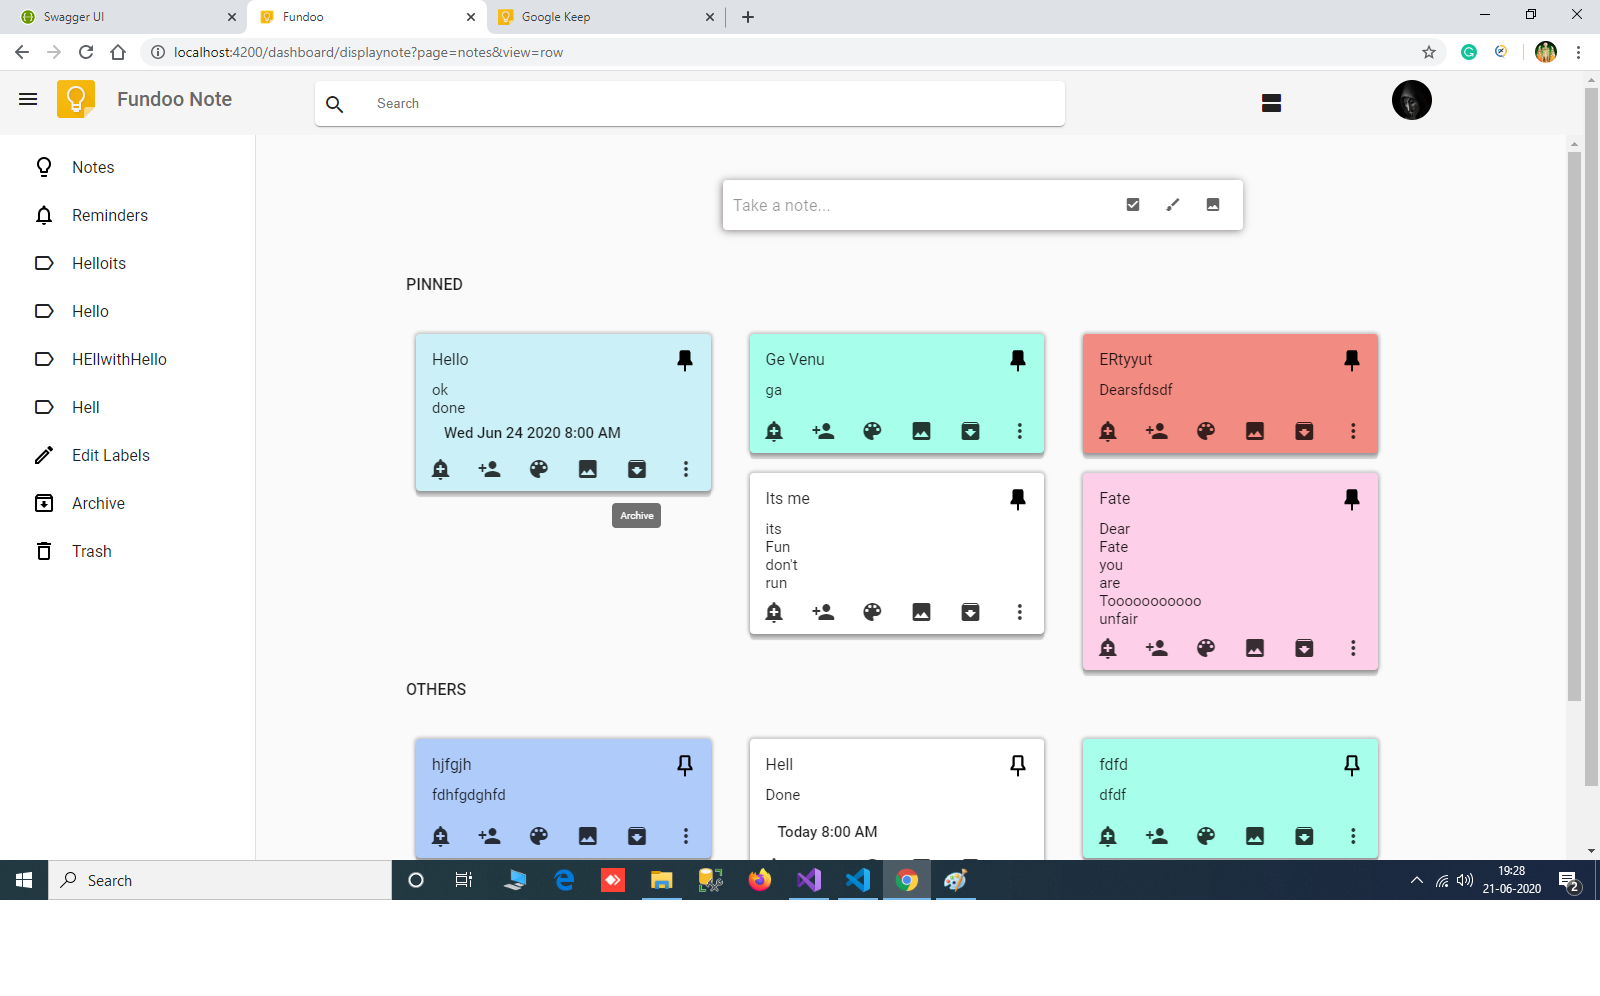 Swagger UI
Fundoo
Google Keep
localhost:4200/dashboard/displaynote?page=notes&view=row
Fundoo Note
Search
Notes
Reminders
Helloits
Hello
HEllwithHello
Hell
Edit Labels
Archive
Trash
Take a note...
PINNED
Hello
ok
done
Wed Jun 24 2020 8:00 AM
Archive
Ge Venu
ga
ERtyyut
Dearsfdsdf
Its me
its
Fun
don't
run
Fate
Dear
Fate
you
are
Tooooooooooo
unfair
OTHERS
hjfgjh
fdhfgdghfd
Hell
Done
Today 8:00 AM
fdfd
dfdf
Search
19:28
21-06-2020
2